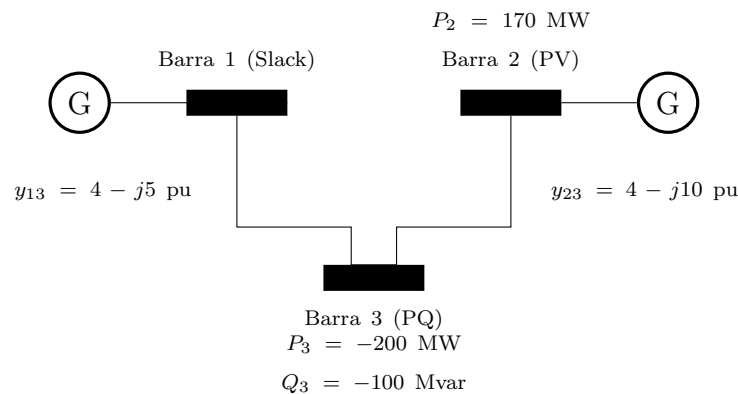 P₂ = 170 MW
Barra 1 (Slack)
Barra 2 (PV)
G
G
y₁₃ = 4 − j5 pu
y₂₃ = 4 − j10 pu
Barra 3 (PQ)
P₃ = −200 MW
Q₃ = −100 Mvar